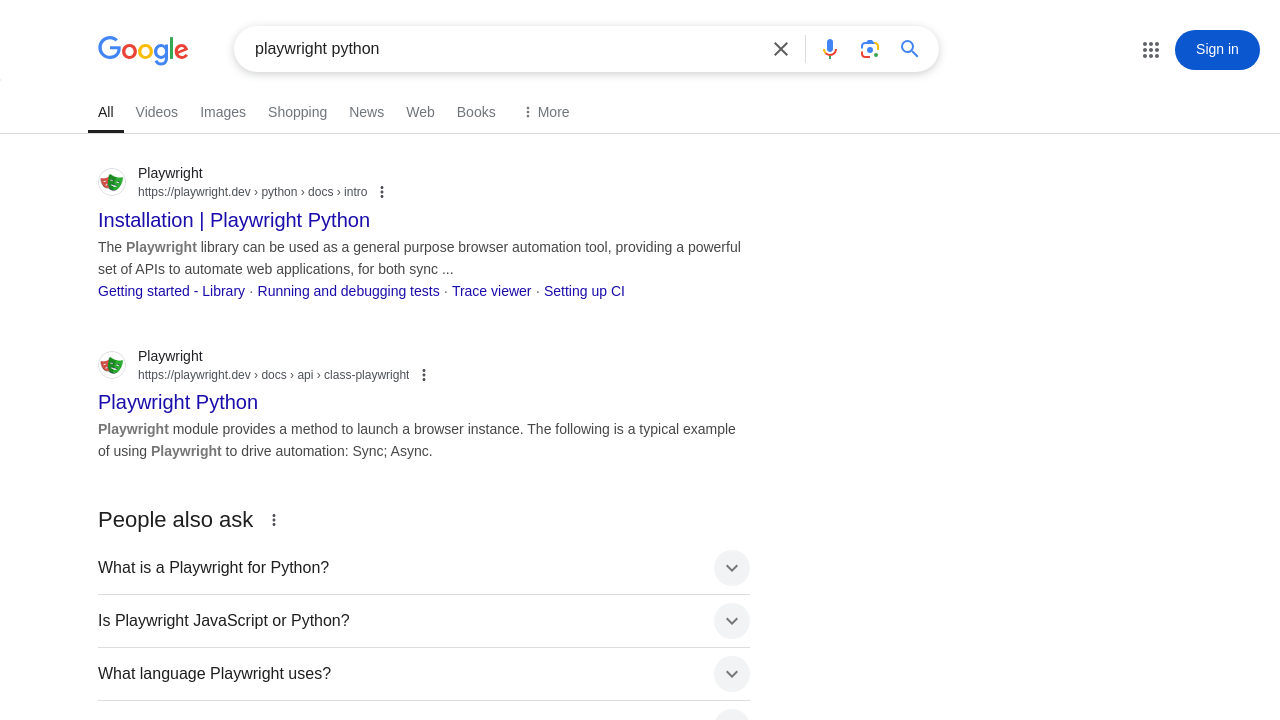 Google
playwright python
Sign in
All Videos Images Shopping News Web Books More
Playwright
https://playwright.dev › python › docs › intro
Installation | Playwright Python
The Playwright library can be used as a general purpose browser automation tool, providing a powerful
set of APIs to automate web applications, for both sync ...
Getting started - Library · Running and debugging tests · Trace viewer · Setting up CI
Playwright
https://playwright.dev › docs › api › class-playwright
Playwright Python
Playwright module provides a method to launch a browser instance. The following is a typical example
of using Playwright to drive automation: Sync; Async.
People also ask
What is a Playwright for Python?
Is Playwright JavaScript or Python?
What language Playwright uses?